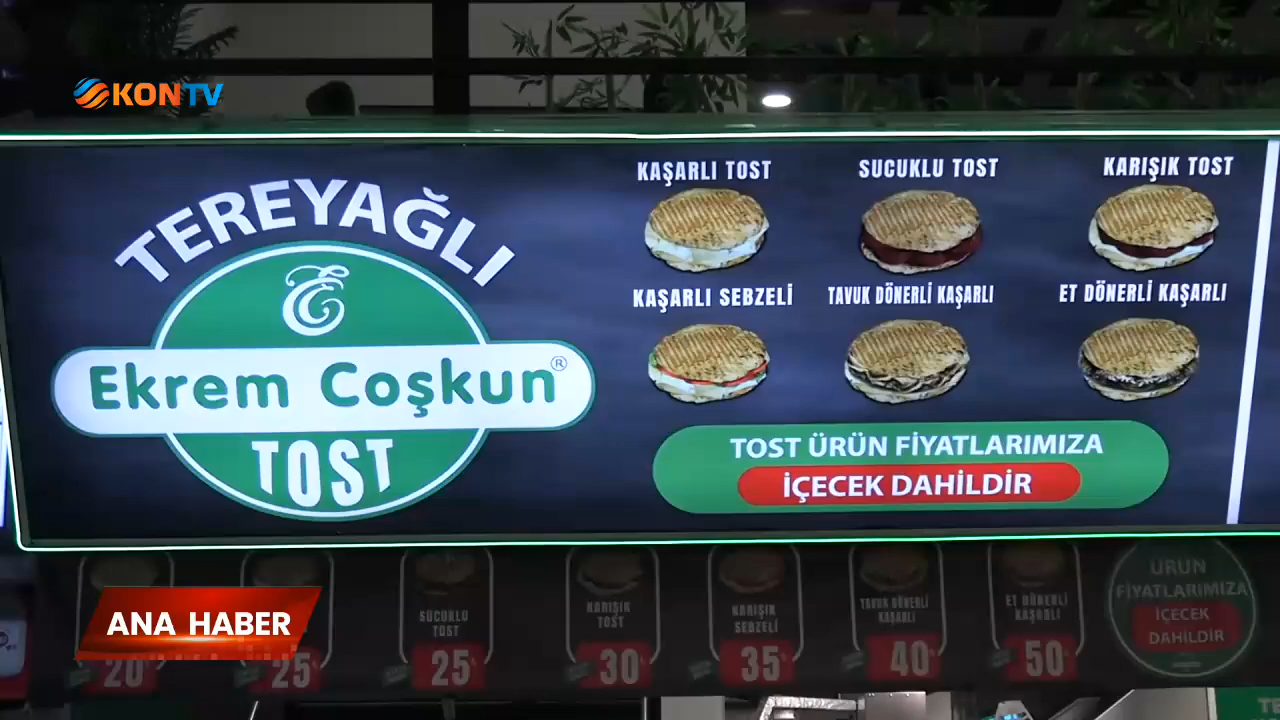 KONTV
TEREYAĞLI
E
Ekrem Coşkun®
TOST
KAŞARLI TOST
SUCUKLU TOST
KARIŞIK TOST
KAŞARLI SEBZELİ
TAVUK DÖNERLİ KAŞARLI
ET DÖNERLİ KAŞARLI
TOST ÜRÜN FİYATLARIMIZA
İÇECEK DAHİLDİR
ANA HABER
20
25
SUCUKLU
TOST
25
KARIŞIK
TOST
30
KARIŞIK
SEBZELİ
35
TAVUK DÖNERLİ
KAŞARLI
40
ET DÖNERLİ
KAŞARLI
50
ÜRÜN
FİYATLARIMIZA
İÇECEK
DAHİLDİR